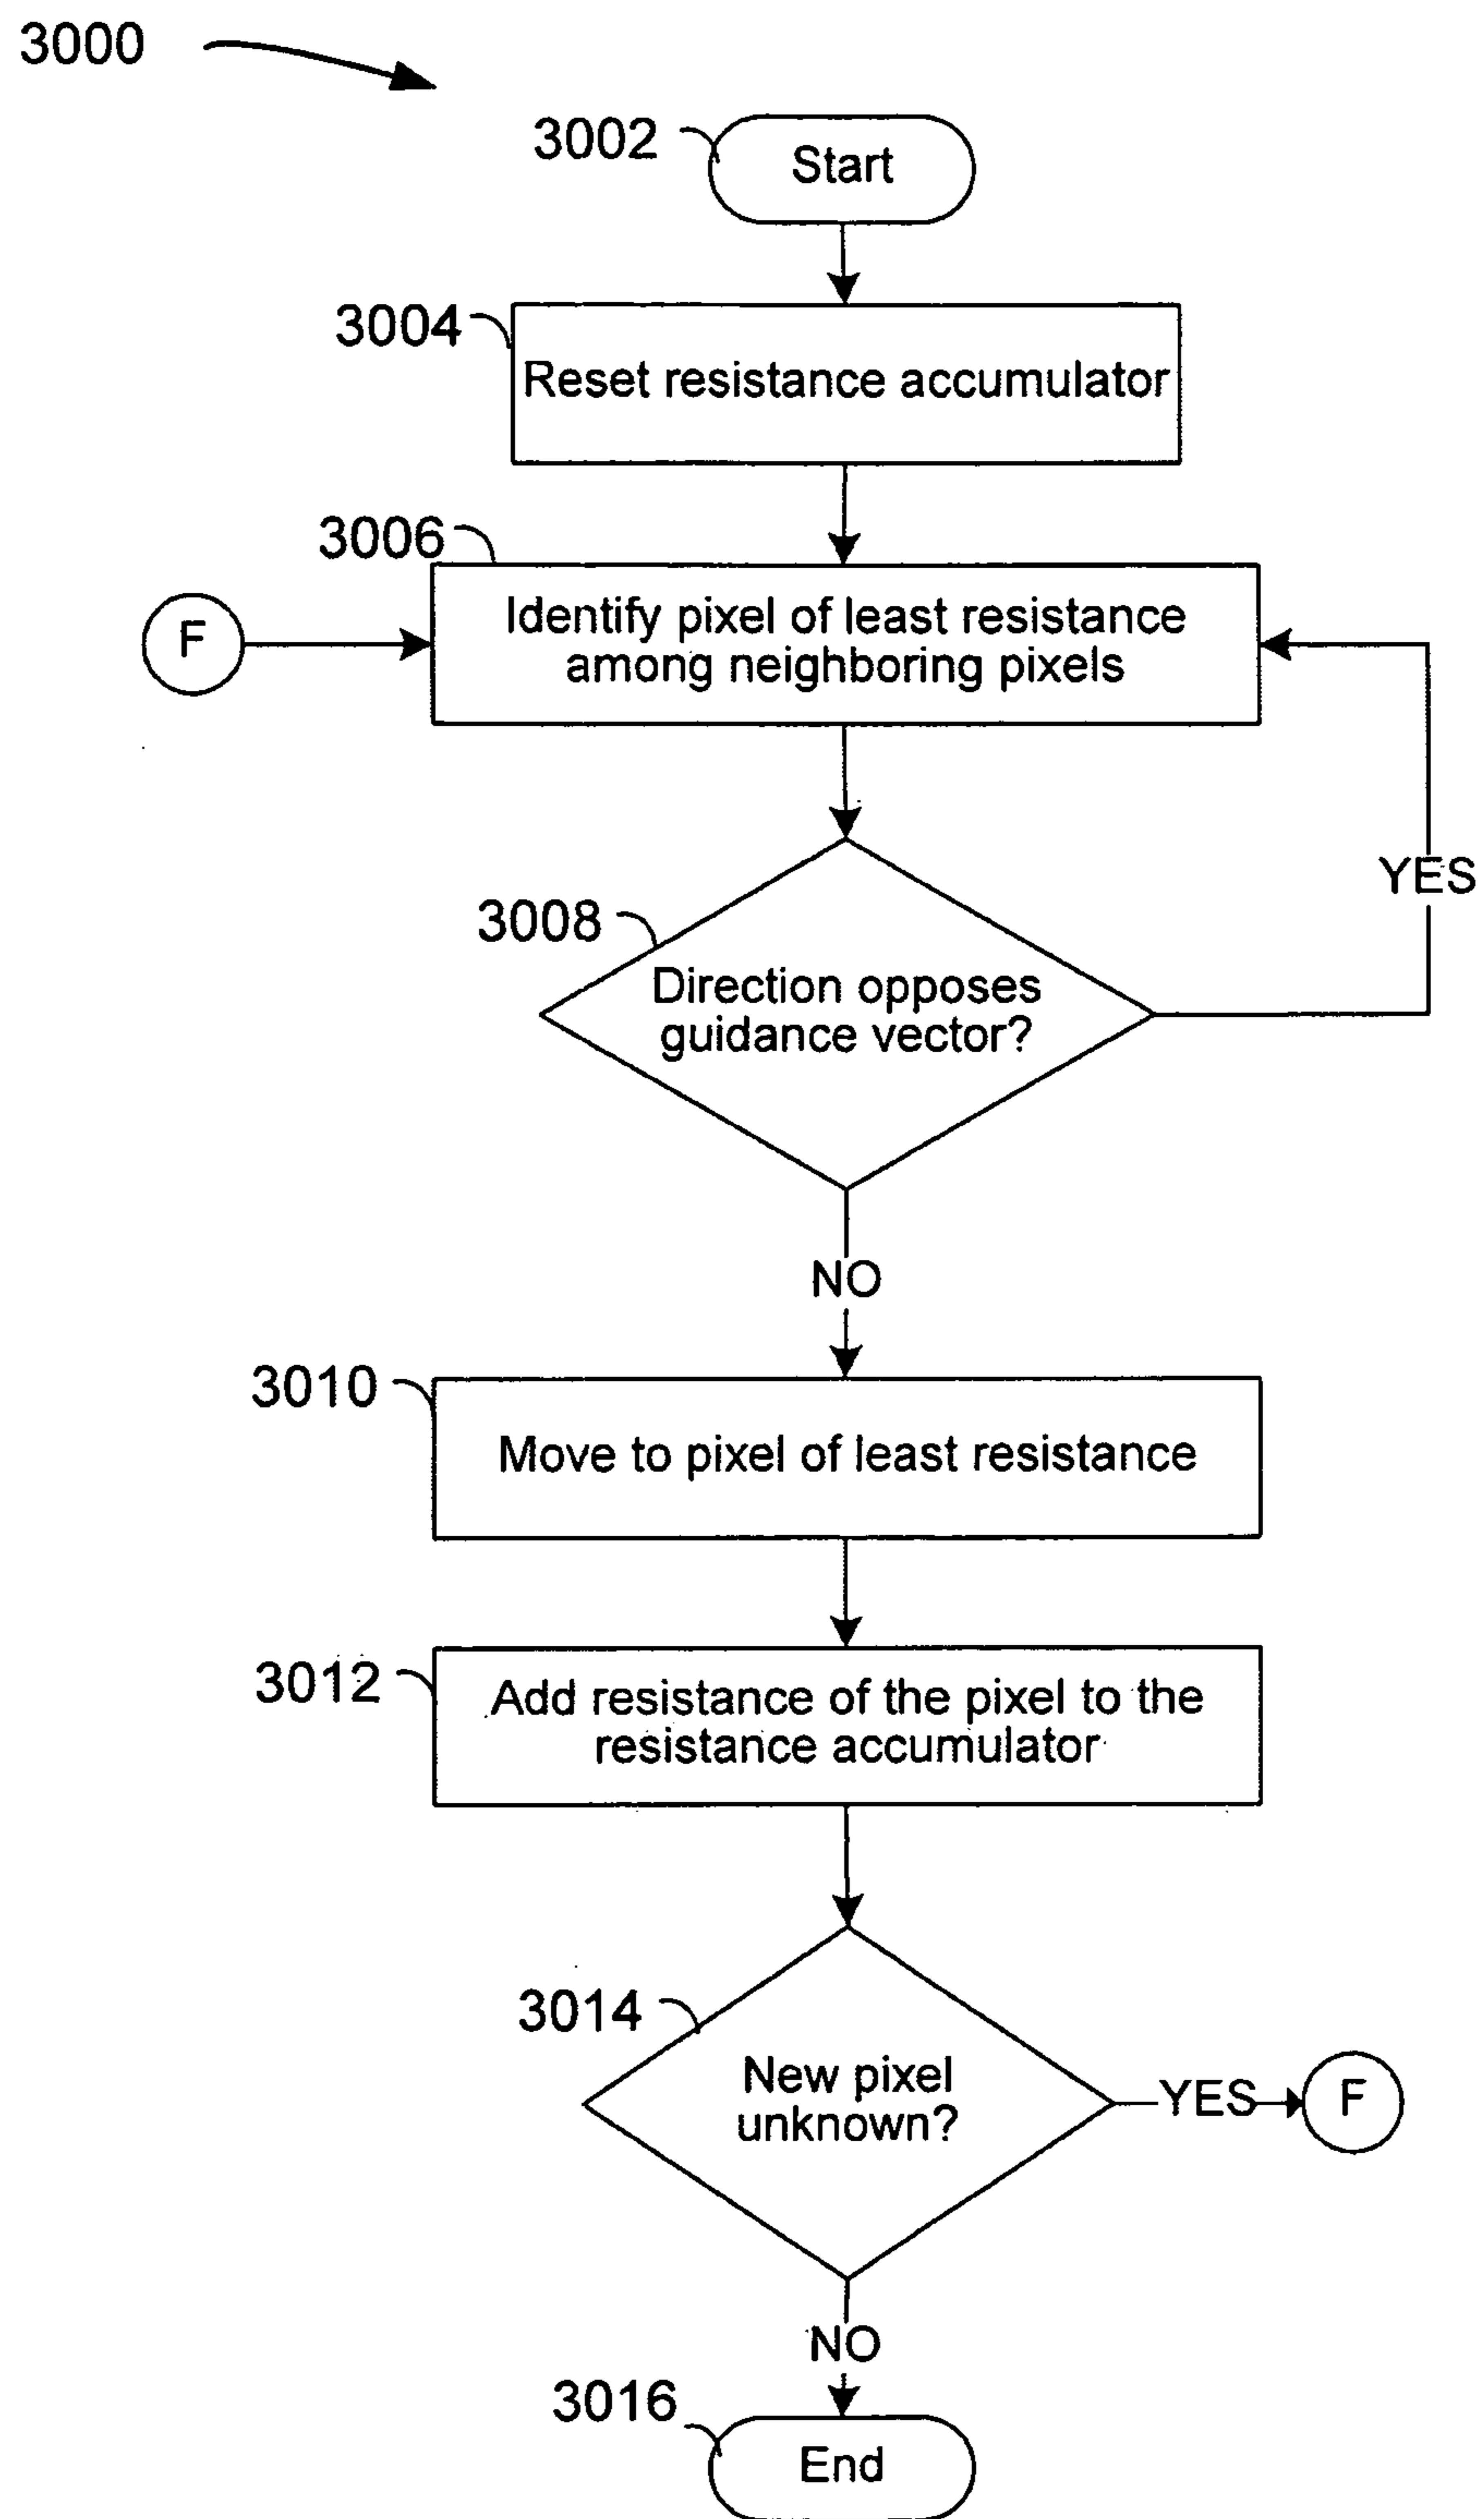 3000
3002
Start
3004
Reset resistance accumulator
3006
Identify pixel of least resistance
among neighboring pixels
F
YES
3008
Direction opposes
guidance vector?
NO
3010
Move to pixel of least resistance
3012
Add resistance of the pixel to the
resistance accumulator
3014
New pixel
unknown?
YES
F
NO
3016
End